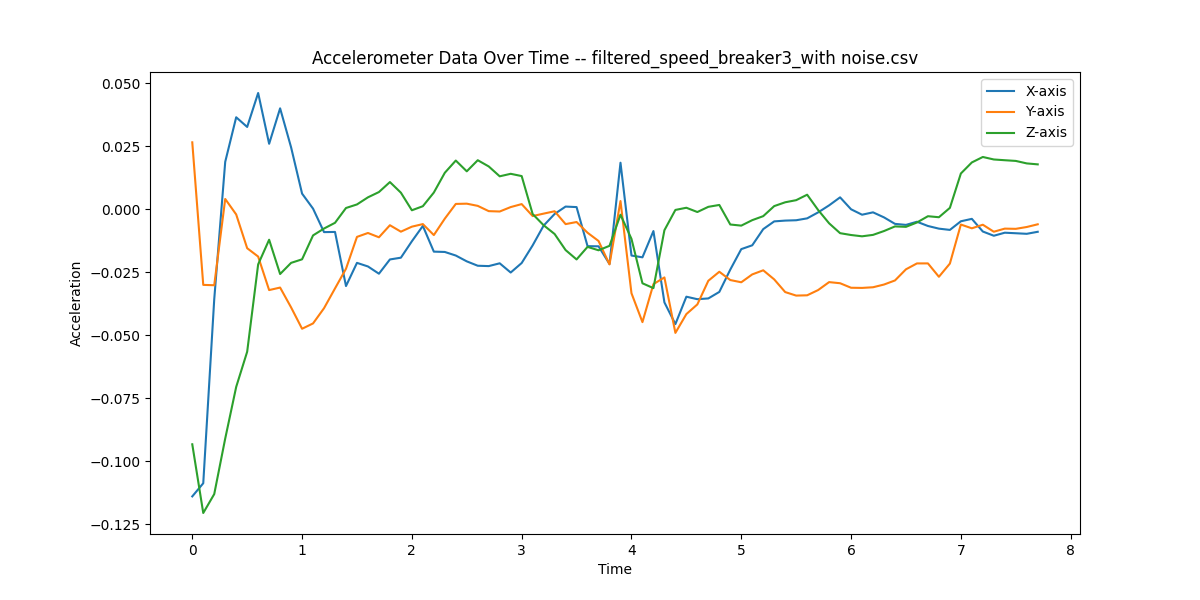 Accelerometer Data Over Time -- filtered_speed_breaker3_with noise.csv
X-axis
Y-axis
Z-axis
0.050
0.025
0.000
−0.025
−0.050
−0.075
−0.100
−0.125
Acceleration
0 1 2 3 4 5 6 7 8
Time